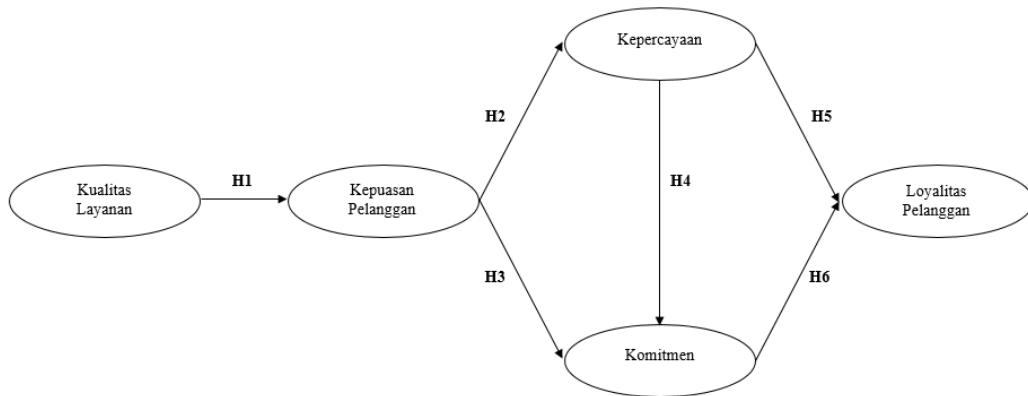 Kepercayaan
H2
H5
Kualitas
Layanan
H1
Kepuasan
Pelanggan
H4
Loyalitas
Pelanggan
H3
H6
Komitmen